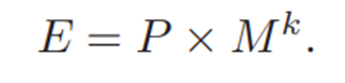 E = P × M^k.